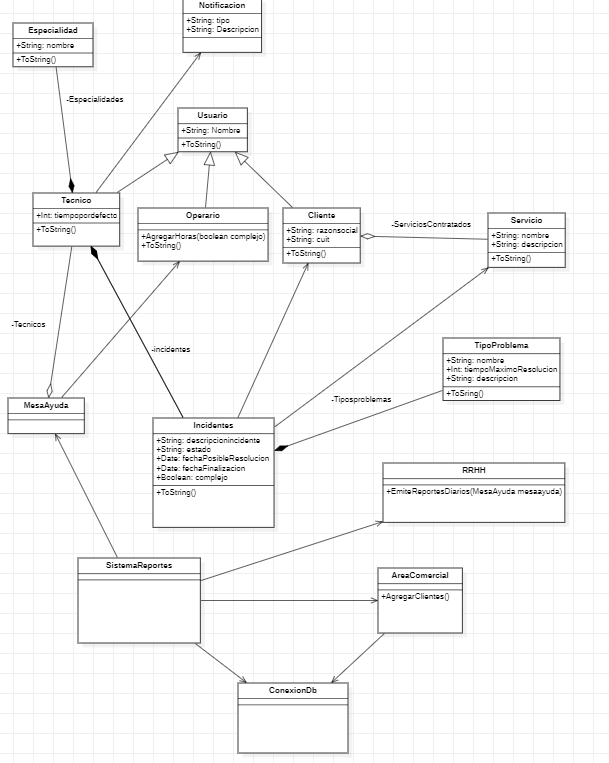 Notificacion
+String: tipo
+String: Descripcion
Especialidad
+String: nombre
+ToString()
-Especialidades
Usuario
+String: Nombre
+ToString()
Tecnico
+Int: tiempopordefecto
+ToString()
Operario
+AgregarHoras(boolean complejo)
+ToString()
Cliente
+String: razonsocial
+String: cuit
+ToString()
-ServiciosContratados
Servicio
+String: nombre
+String: descripcion
+ToString()
-Tecnicos
-incidentes
TipoProblema
+String: nombre
+Int: tiempoMaximoResolucion
+String: descripcion
+ToSring()
-Tiposproblemas
MesaAyuda
Incidentes
+String: descripcionincidente
+String: estado
+Date: fechaPosibleResolucion
+Date: fechaFinalizacion
+Boolean: complejo
+ToString()
RRHH
+EmiteReportesDiarios(MesaAyuda mesaayuda)
SistemaReportes
AreaComercial
+AgregarClientes()
ConexionDb